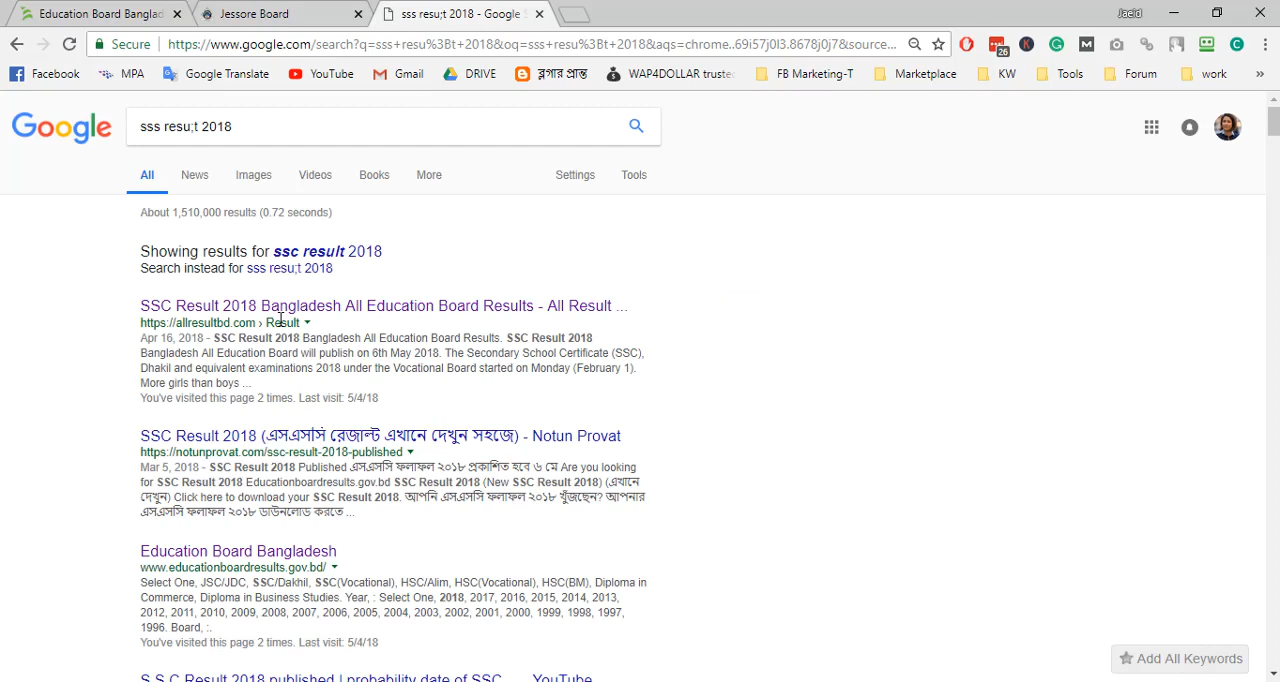 Education Board Banglad
Jessore Board
sss resu;t 2018 - Google S
Jaeid
Secure
https://www.google.com/search?q=sss+resu%3Bt+2018&oq=sss+resu%3Bt+2018&aqs=chrome..69i57j0l3.8678j0j7&source...
26
Facebook
MPA
Google Translate
YouTube
Gmail
DRIVE
ব্লগার প্রান্ত
WAP4DOLLAR truste
FB Marketing-T
Marketplace
KW
Tools
Forum
work
»
Google
sss resu;t 2018
All
News
Images
Videos
Books
More
Settings
Tools
About 1,510,000 results (0.72 seconds)
Showing results for ssc result 2018
Search instead for sss resu;t 2018
SSC Result 2018 Bangladesh All Education Board Results - All Result ...
https://allresultbd.com › Result
Apr 16, 2018 - SSC Result 2018 Bangladesh All Education Board Results. SSC Result 2018
Bangladesh All Education Board will publish on 6th May 2018. The Secondary School Certificate (SSC),
Dhakil and equivalent examinations 2018 under the Vocational Board started on Monday (February 1).
More girls than boys ...
You've visited this page 2 times. Last visit: 5/4/18
SSC Result 2018 (এসএসসি রেজাল্ট এখানে দেখুন সহজে) - Notun Provat
https://notunprovat.com/ssc-result-2018-published
Mar 5, 2018 - SSC Result 2018 Published এসএসসি ফলাফল ২০১৮ প্রকাশিত হবে ৬ মে Are you looking
for SSC Result 2018 Educationboardresults.gov.bd SSC Result 2018 (New SSC Result 2018) (এখানে
দেখুন) Click here to download your SSC Result 2018. আপনি এসএসসি ফলাফল ২০১৮ খুঁজছেন? আপনার
এসএসসি ফলাফল ২০১৮ ডাউনলোড করতে ...
Education Board Bangladesh
www.educationboardresults.gov.bd/
Select One, JSC/JDC, SSC/Dakhil, SSC(Vocational), HSC/Alim, HSC(Vocational), HSC(BM), Diploma in
Commerce, Diploma in Business Studies. Year, : Select One, 2018, 2017, 2016, 2015, 2014, 2013,
2012, 2011, 2010, 2009, 2008, 2007, 2006, 2005, 2004, 2003, 2002, 2001, 2000, 1999, 1998, 1997,
1996. Board, :.
You've visited this page 2 times. Last visit: 5/4/18
Add All Keywords
S.S.C Result 2018 published | probability date of SSC ... - YouTube